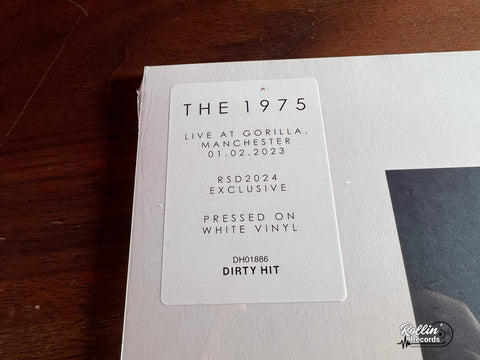 THE 1975
LIVE AT GORILLA.
MANCHESTER
01.02.2023
RSD2024
EXCLUSIVE
PRESSED ON
WHITE VINYL
DH01886
DIRTY HIT
Rollin'
Records